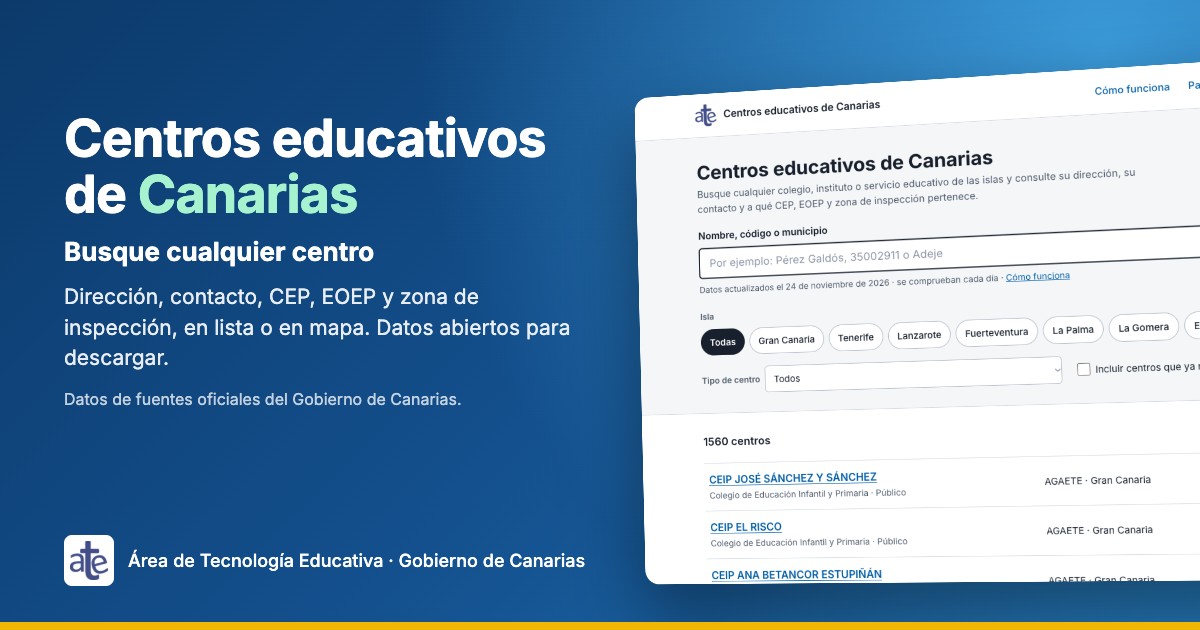 Centros educativos
de Canarias
Busque cualquier centro
Dirección, contacto, CEP, EOEP y zona de
inspección, en lista o en mapa. Datos abiertos para
descargar.
Datos de fuentes oficiales del Gobierno de Canarias.
ate Área de Tecnología Educativa · Gobierno de Canarias
ate Centros educativos de Canarias
Cómo funciona
Centros educativos de Canarias
Busque cualquier colegio, instituto o servicio educativo de las islas y consulte su dirección, su
contacto y a qué CEP, EOEP y zona de inspección pertenece.
Nombre, código o municipio
Por ejemplo: Pérez Galdós, 35002911 o Adeje
Datos actualizados el 24 de noviembre de 2026 · se comprueban cada día · Cómo funciona
Isla
Todas Gran Canaria Tenerife Lanzarote Fuerteventura La Palma La Gomera
Tipo de centro Todos Incluir centros que ya
1560 centros
CEIP JOSÉ SÁNCHEZ Y SÁNCHEZ AGAETE · Gran Canaria
Colegio de Educación Infantil y Primaria · Público
CEIP EL RISCO AGAETE · Gran Canaria
Colegio de Educación Infantil y Primaria · Público
CEIP ANA BETANCOR ESTUPIÑÁN AGAETE · Gran Canaria